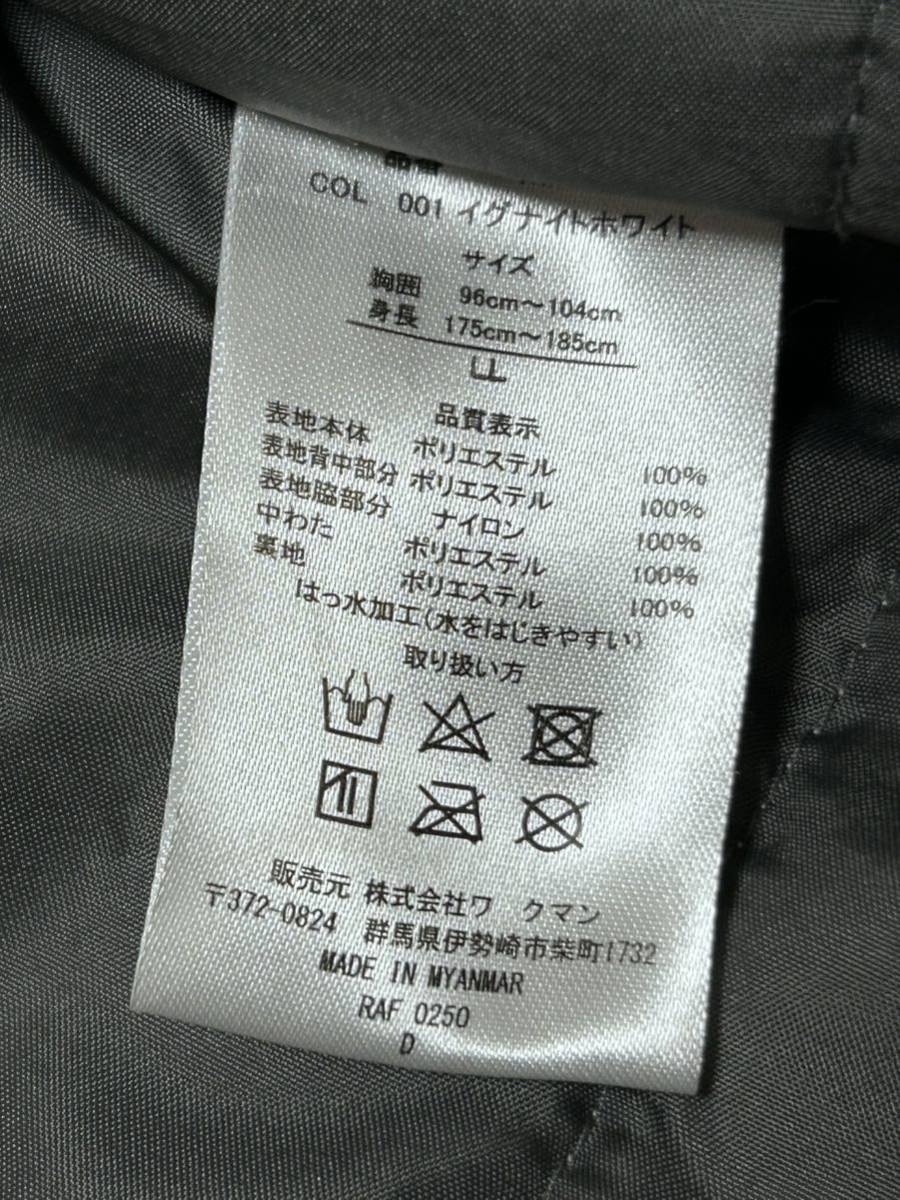 品番
COL 001 イグナイトホワイト
サイズ
胸囲 96cm～104cm
身長 175cm～185cm
LL
品質表示
表地本体 ポリエステル 100%
表地背中部分 ポリエステル 100%
表地脇部分 ナイロン 100%
中わた ポリエステル 100%
裏地 ポリエステル 100%
はっ水加工(水をはじきやすい)
取り扱い方
販売元 株式会社ワ クマン
〒372-0824 群馬県伊勢崎市柴町1732
MADE IN MYANMAR
RAF 0250
D